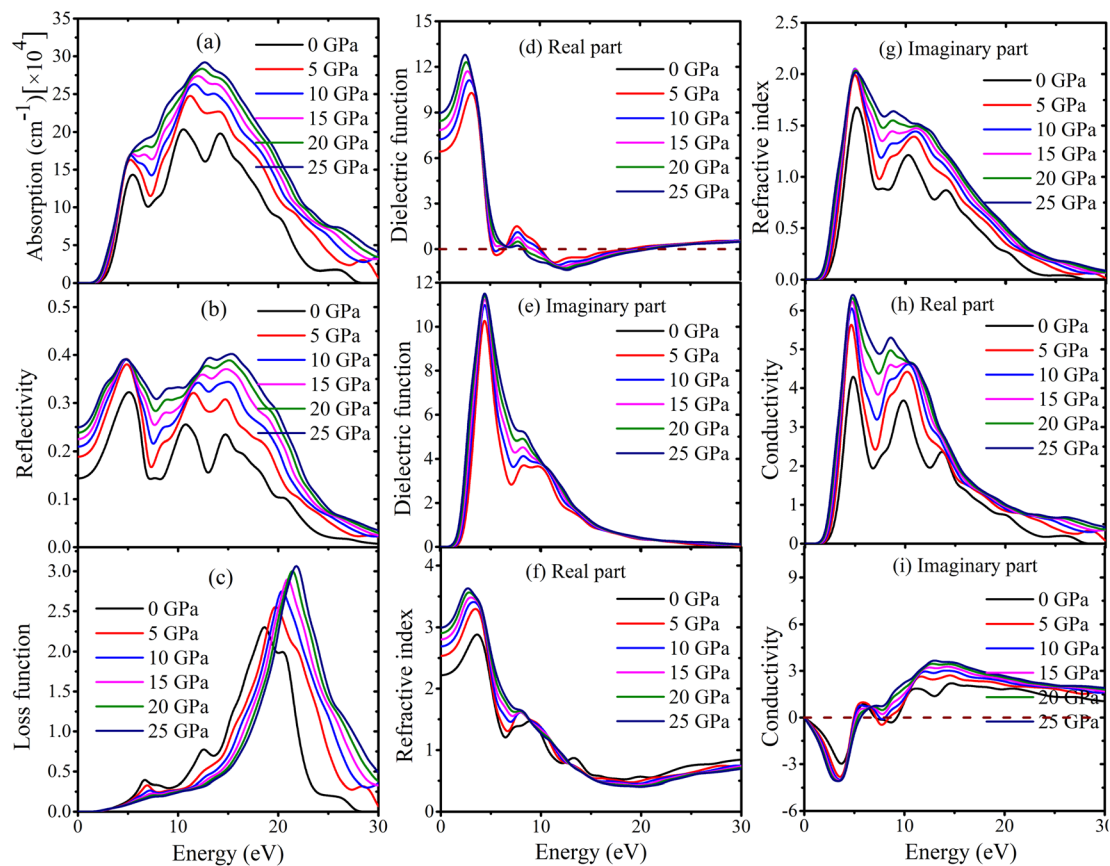 (a)
0 GPa
5 GPa
10 GPa
15 GPa
20 GPa
25 GPa
Absorption (cm⁻¹)[×10⁴]
35
30
25
20
15
10
5
0
(b)
0 GPa
5 GPa
10 GPa
15 GPa
20 GPa
25 GPa
Reflectivity
0.5
0.4
0.3
0.2
0.1
0.0
(c)
0 GPa
5 GPa
10 GPa
15 GPa
20 GPa
25 GPa
Loss function
3.0
2.5
2.0
1.5
1.0
0.5
0.0
0 10 20 30
Energy (eV)
(d) Real part
0 GPa
5 GPa
10 GPa
15 GPa
20 GPa
25 GPa
Dielectric function
15
12
9
6
3
0
(e) Imaginary part
0 GPa
5 GPa
10 GPa
15 GPa
20 GPa
25 GPa
Dielectric function
12
10
8
6
4
2
0
(f) Real part
0 GPa
5 GPa
10 GPa
15 GPa
20 GPa
25 GPa
Refractive index
4
3
2
1
0
0 10 20 30
Energy (eV)
(g) Imaginary part
0 GPa
5 GPa
10 GPa
15 GPa
20 GPa
25 GPa
Refractive index
2.5
2.0
1.5
1.0
0.5
0.0
(h) Real part
0 GPa
5 GPa
10 GPa
15 GPa
20 GPa
25 GPa
Conductivity
6
5
4
3
2
1
0
(i) Imaginary part
0 GPa
5 GPa
10 GPa
15 GPa
20 GPa
25 GPa
Conductivity
9
6
3
0
-3
-6
0 10 20 30
Energy (eV)